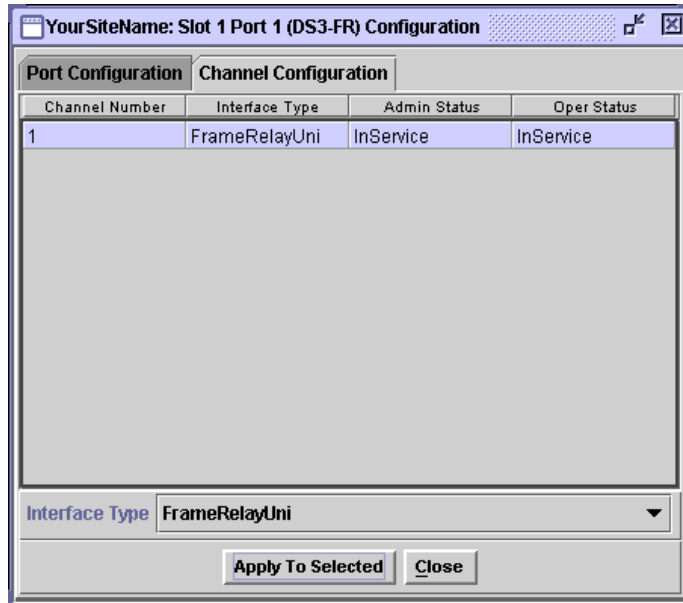 YourSiteName: Slot 1 Port 1 (DS3-FR) Configuration
Port Configuration Channel Configuration
Channel Number Interface Type Admin Status Oper Status
1 FrameRelayUni InService InService
Interface Type FrameRelayUni
Apply To Selected Close